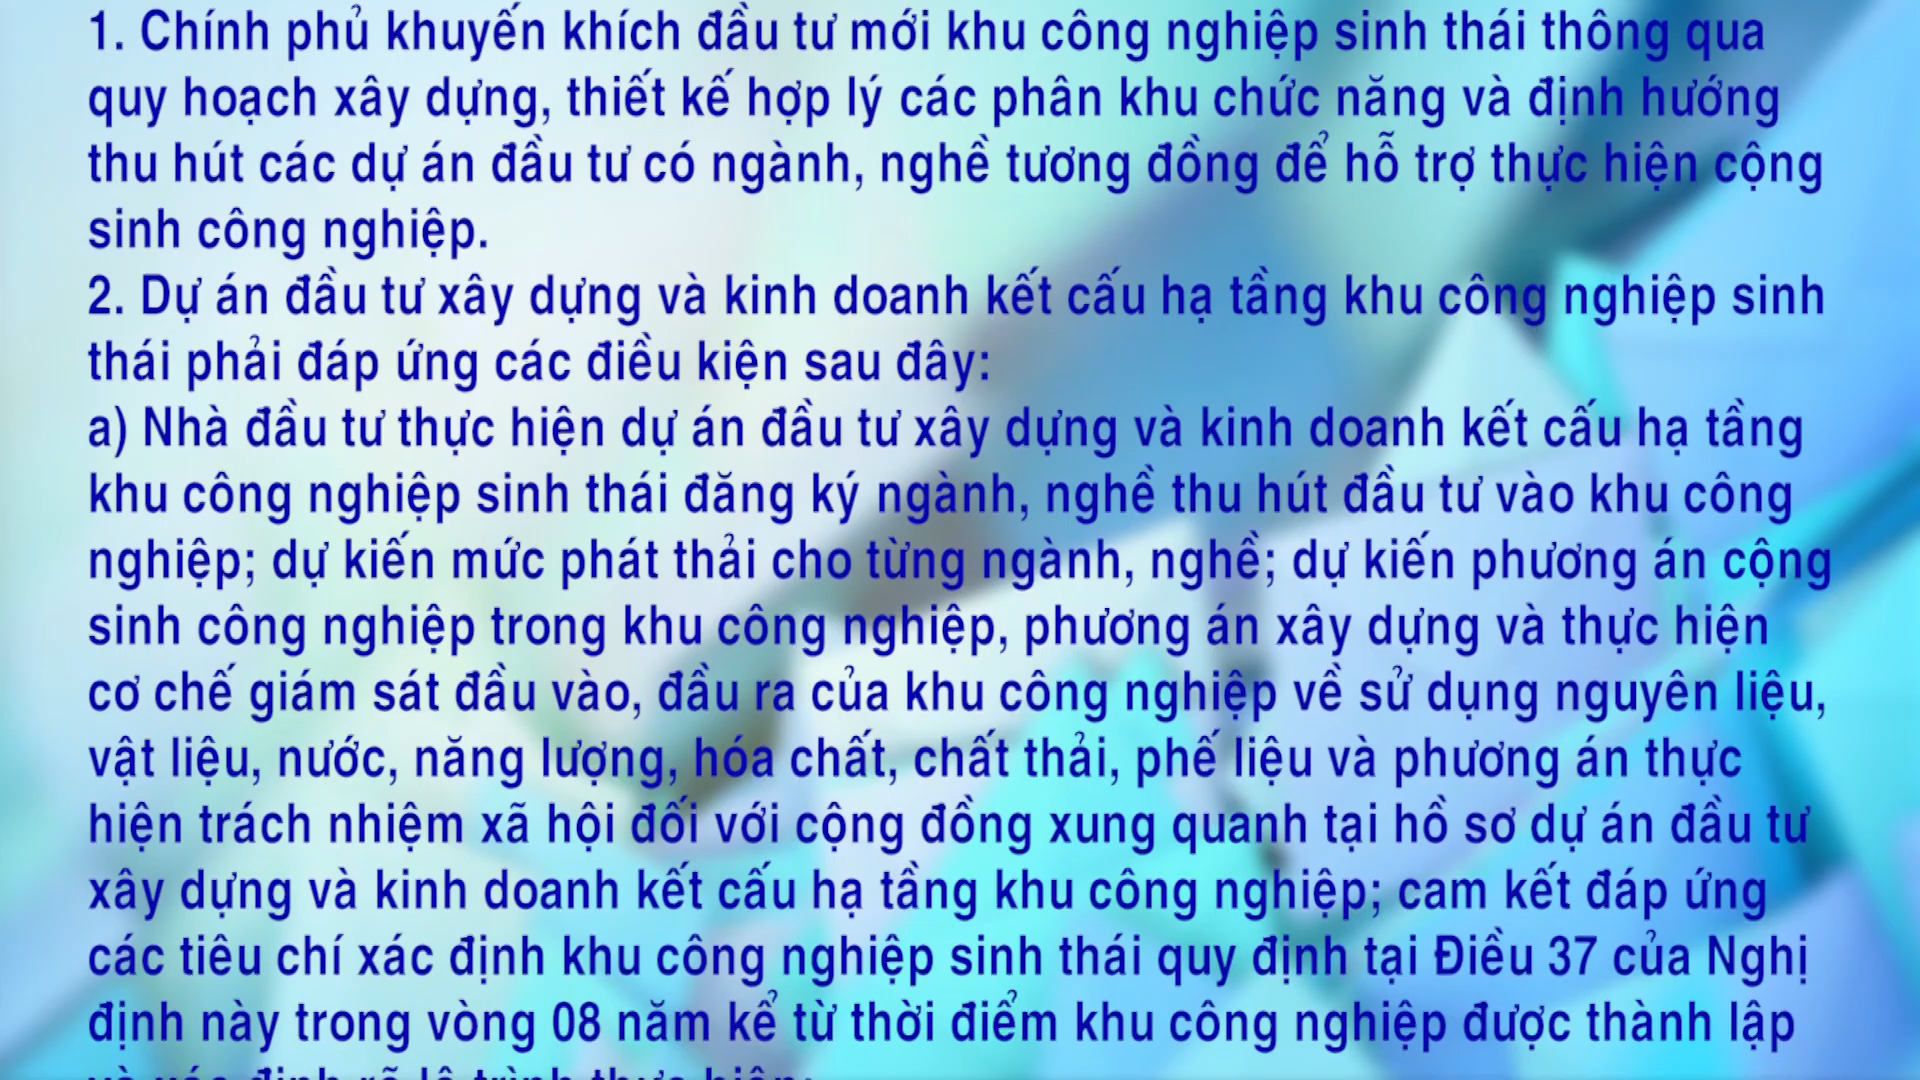 1. Chính phủ khuyến khích đầu tư mới khu công nghiệp sinh thái thông qua
quy hoạch xây dựng, thiết kế hợp lý các phân khu chức năng và định hướng
thu hút các dự án đầu tư có ngành, nghề tương đồng để hỗ trợ thực hiện cộng
sinh công nghiệp.
2. Dự án đầu tư xây dựng và kinh doanh kết cấu hạ tầng khu công nghiệp sinh
thái phải đáp ứng các điều kiện sau đây:
a) Nhà đầu tư thực hiện dự án đầu tư xây dựng và kinh doanh kết cấu hạ tầng
khu công nghiệp sinh thái đăng ký ngành, nghề thu hút đầu tư vào khu công
nghiệp; dự kiến mức phát thải cho từng ngành, nghề; dự kiến phương án cộng
sinh công nghiệp trong khu công nghiệp, phương án xây dựng và thực hiện
cơ chế giám sát đầu vào, đầu ra của khu công nghiệp về sử dụng nguyên liệu,
vật liệu, nước, năng lượng, hóa chất, chất thải, phế liệu và phương án thực
hiện trách nhiệm xã hội đối với cộng đồng xung quanh tại hồ sơ dự án đầu tư
xây dựng và kinh doanh kết cấu hạ tầng khu công nghiệp; cam kết đáp ứng
các tiêu chí xác định khu công nghiệp sinh thái quy định tại Điều 37 của Nghị
định này trong vòng 08 năm kể từ thời điểm khu công nghiệp được thành lập
và xác định rõ lộ trình thực hiện;